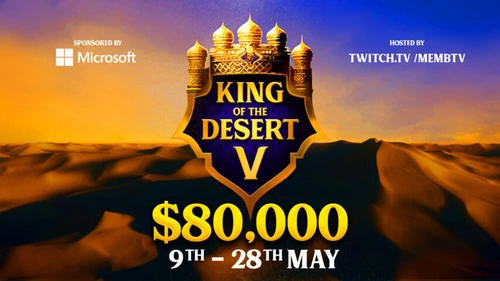 SPONSORED BY
Microsoft
HOSTED BY
TWITCH.TV /MEMBTV
KING
OF THE
DESERT
V
$80,000
9TH – 28TH MAY